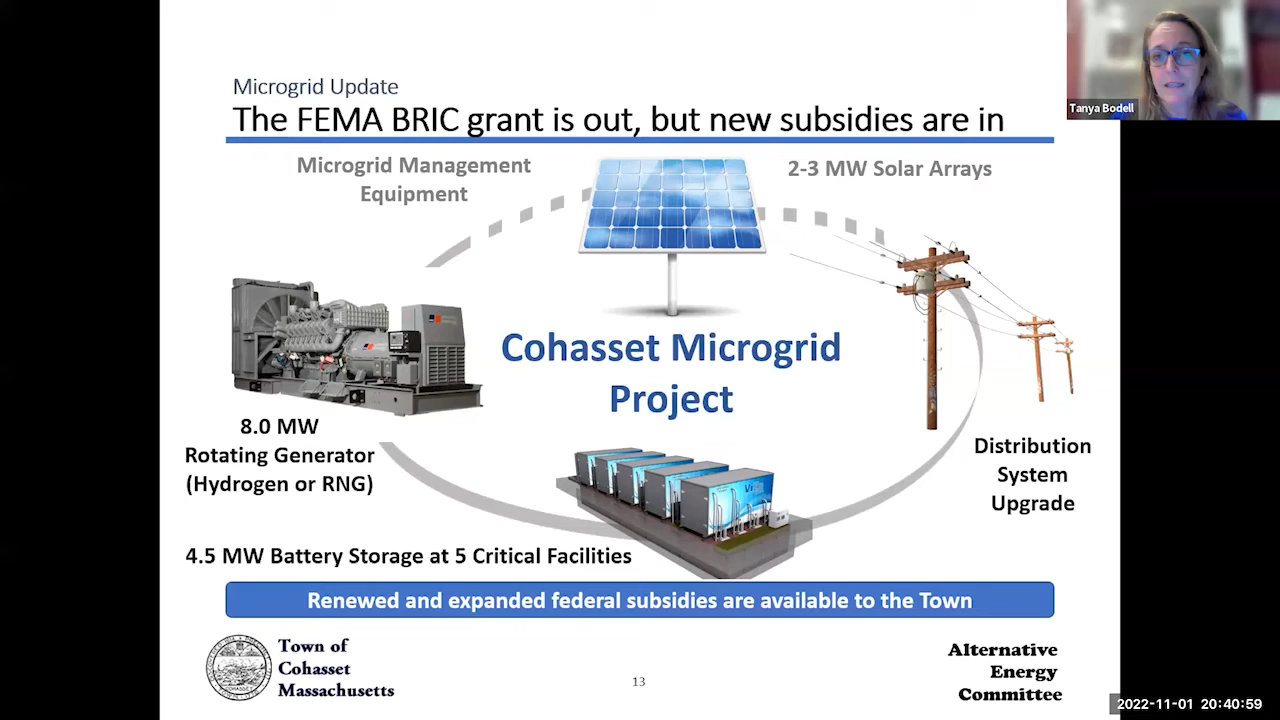 Microgrid Update
The FEMA BRIC grant is out, but new subsidies are in
Tanya Bodell
Microgrid Management
Equipment
2-3 MW Solar Arrays
Cohasset Microgrid
Project
8.0 MW
Rotating Generator
(Hydrogen or RNG)
Distribution
System
Upgrade
4.5 MW Battery Storage at 5 Critical Facilities
Renewed and expanded federal subsidies are available to the Town
Town of
Cohasset
Massachusetts
13
Alternative
Energy
Committee
2022-11-01 20:40:59